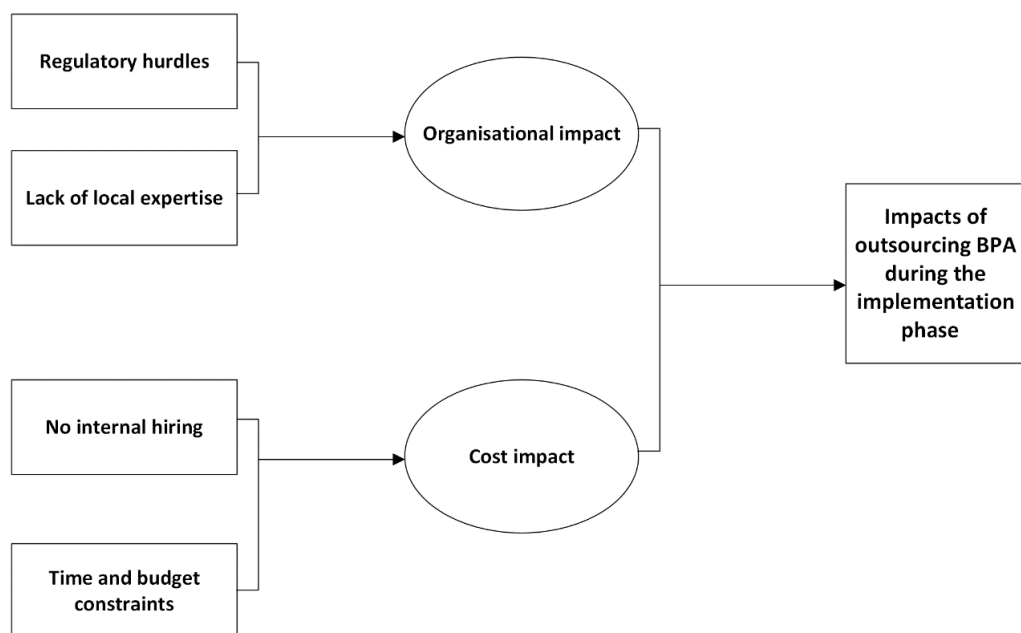 Regulatory hurdles
Lack of local expertise
Organisational impact
No internal hiring
Time and budget
constraints
Cost impact
Impacts of
outsourcing BPA
during the
implementation
phase